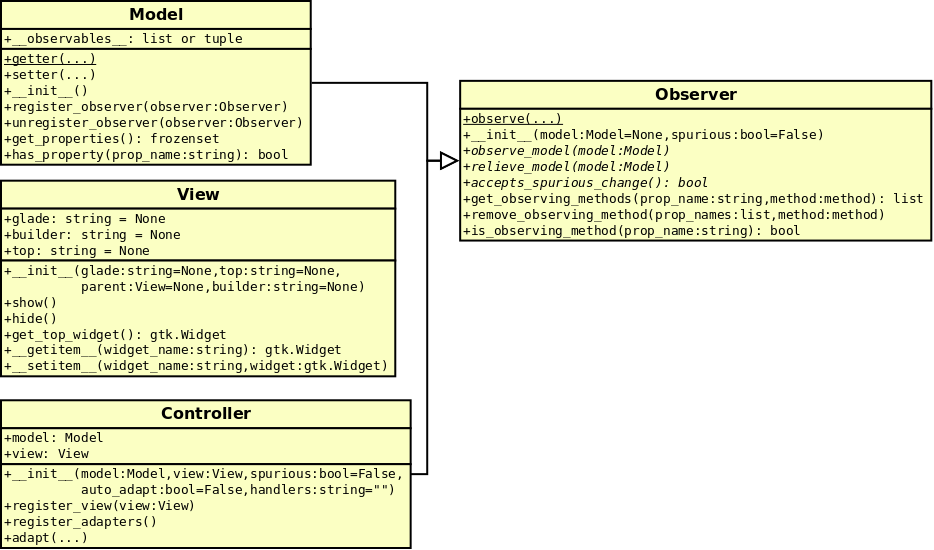 Model
+__observables__: list or tuple
+getter(...)
+setter(...)
+__init__()
+register_observer(observer:Observer)
+unregister_observer(observer:Observer)
+get_properties(): frozenset
+has_property(prop_name:string): bool
View
+glade: string = None
+builder: string = None
+top: string = None
+__init__(glade:string=None,top:string=None,
parent:View=None,builder:string=None)
+show()
+hide()
+get_top_widget(): gtk.Widget
+__getitem__(widget_name:string): gtk.Widget
+__setitem__(widget_name:string,widget:gtk.Widget)
Controller
+model: Model
+view: View
+__init__(model:Model,view:View,spurious:bool=False,
auto_adapt:bool=False,handlers:string="")
+register_view(view:View)
+register_adapters()
+adapt(...)
Observer
+observe(...)
+__init__(model:Model=None,spurious:bool=False)
+observe_model(model:Model)
+relieve_model(model:Model)
+accepts_spurious_change(): bool
+get_observing_methods(prop_name:string,method:method): list
+remove_observing_method(prop_names:list,method:method)
+is_observing_method(prop_name:string): bool